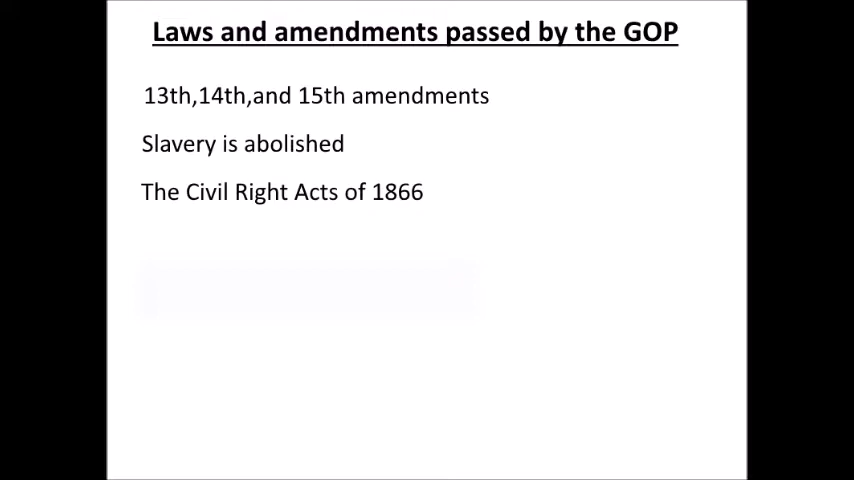 Laws and amendments passed by the GOP
13th,14th,and 15th amendments
Slavery is abolished
The Civil Right Acts of 1866